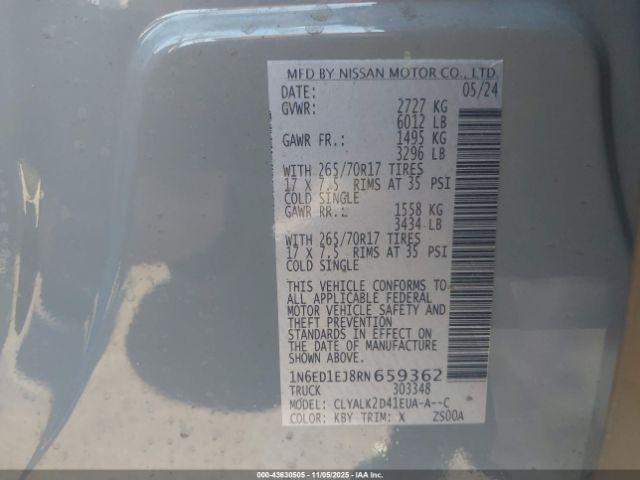 MFD BY NISSAN MOTOR CO., LTD.
DATE: 05/24
GVWR: 2727 KG
6012 LB
GAWR FR.: 1495 KG
3296 LB
WITH 265/70R17 TIRES
17 X 7.5 RIMS AT 35 PSI
COLD SINGLE
GAWR RR.: 1558 KG
3434 LB
WITH 265/70R17 TIRES
17 X 7.5 RIMS AT 35 PSI
COLD SINGLE
THIS VEHICLE CONFORMS TO
ALL APPLICABLE FEDERAL
MOTOR VEHICLE SAFETY AND
THEFT PREVENTION
STANDARDS IN EFFECT ON
THE DATE OF MANUFACTURE
SHOWN ABOVE.
1N6ED1EJ8RN659362
TRUCK 303348
MODEL: CLYALK2D41EUA-A--C
COLOR: KBY TRIM: X ZS00A
000-43630505 - 11/05/2025 - IAAI.com